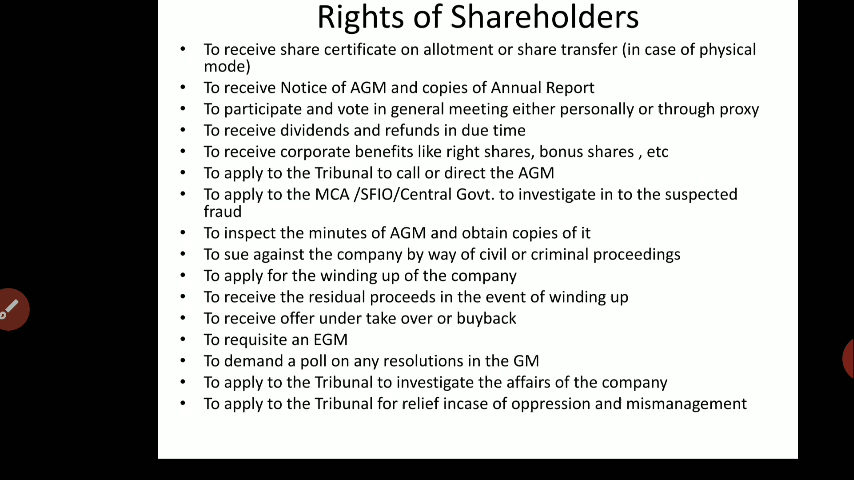 Rights of Shareholders
• To receive share certificate on allotment or share transfer (in case of physical
mode)
• To receive Notice of AGM and copies of Annual Report
• To participate and vote in general meeting either personally or through proxy
• To receive dividends and refunds in due time
• To receive corporate benefits like right shares, bonus shares , etc
• To apply to the Tribunal to call or direct the AGM
• To apply to the MCA /SFIO/Central Govt. to investigate in to the suspected
fraud
• To inspect the minutes of AGM and obtain copies of it
• To sue against the company by way of civil or criminal proceedings
• To apply for the winding up of the company
• To receive the residual proceeds in the event of winding up
• To receive offer under take over or buyback
• To requisite an EGM
• To demand a poll on any resolutions in the GM
• To apply to the Tribunal to investigate the affairs of the company
• To apply to the Tribunal for relief incase of oppression and mismanagement